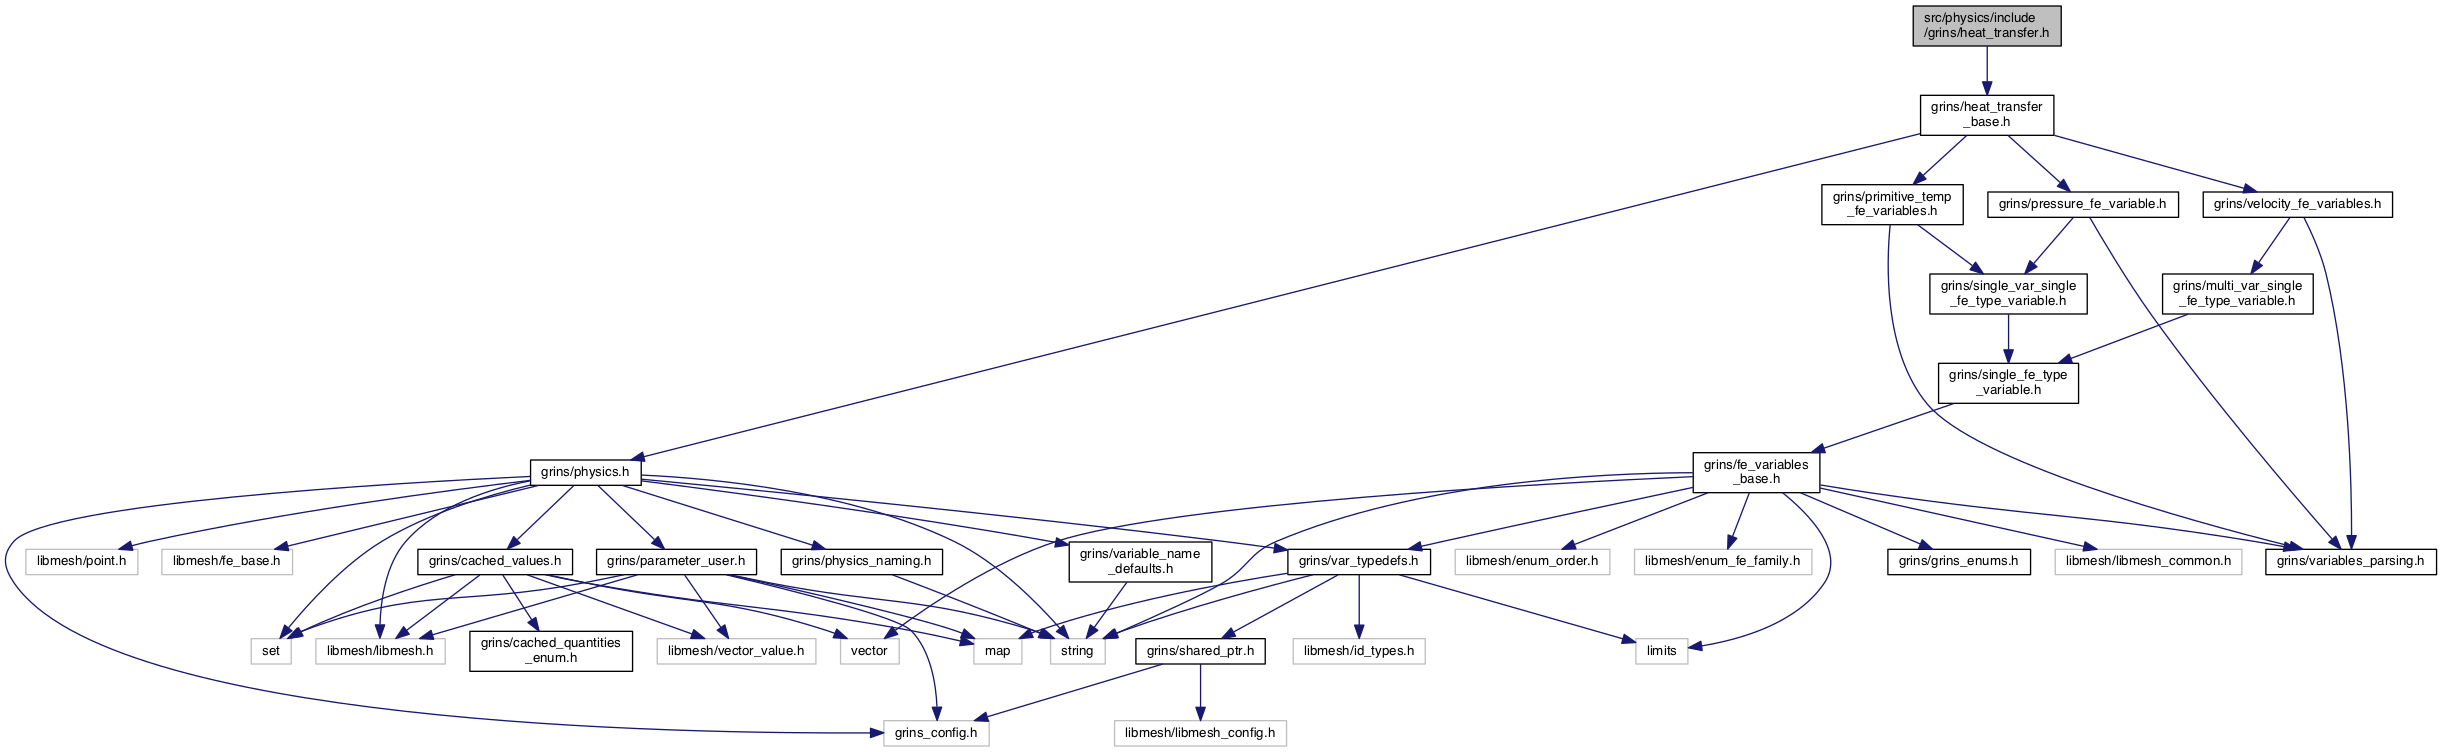 src/physics/include
/grins/heat_transfer.h
grins/heat_transfer
_base.h
grins/primitive_temp
_fe_variables.h
grins/pressure_fe_variable.h
grins/velocity_fe_variables.h
grins/single_var_single
_fe_type_variable.h
grins/multi_var_single
_fe_type_variable.h
grins/single_fe_type
_variable.h
grins/physics.h
grins/fe_variables
_base.h
libmesh/point.h
libmesh/fe_base.h
grins/cached_values.h
grins/parameter_user.h
grins/physics_naming.h
grins/variable_name
_defaults.h
grins/var_typedefs.h
libmesh/enum_order.h
libmesh/enum_fe_family.h
grins/grins_enums.h
libmesh/libmesh_common.h
grins/variables_parsing.h
set
libmesh/libmesh.h
grins/cached_quantities
_enum.h
libmesh/vector_value.h
vector
map
string
grins/shared_ptr.h
libmesh/id_types.h
limits
grins_config.h
libmesh/libmesh_config.h